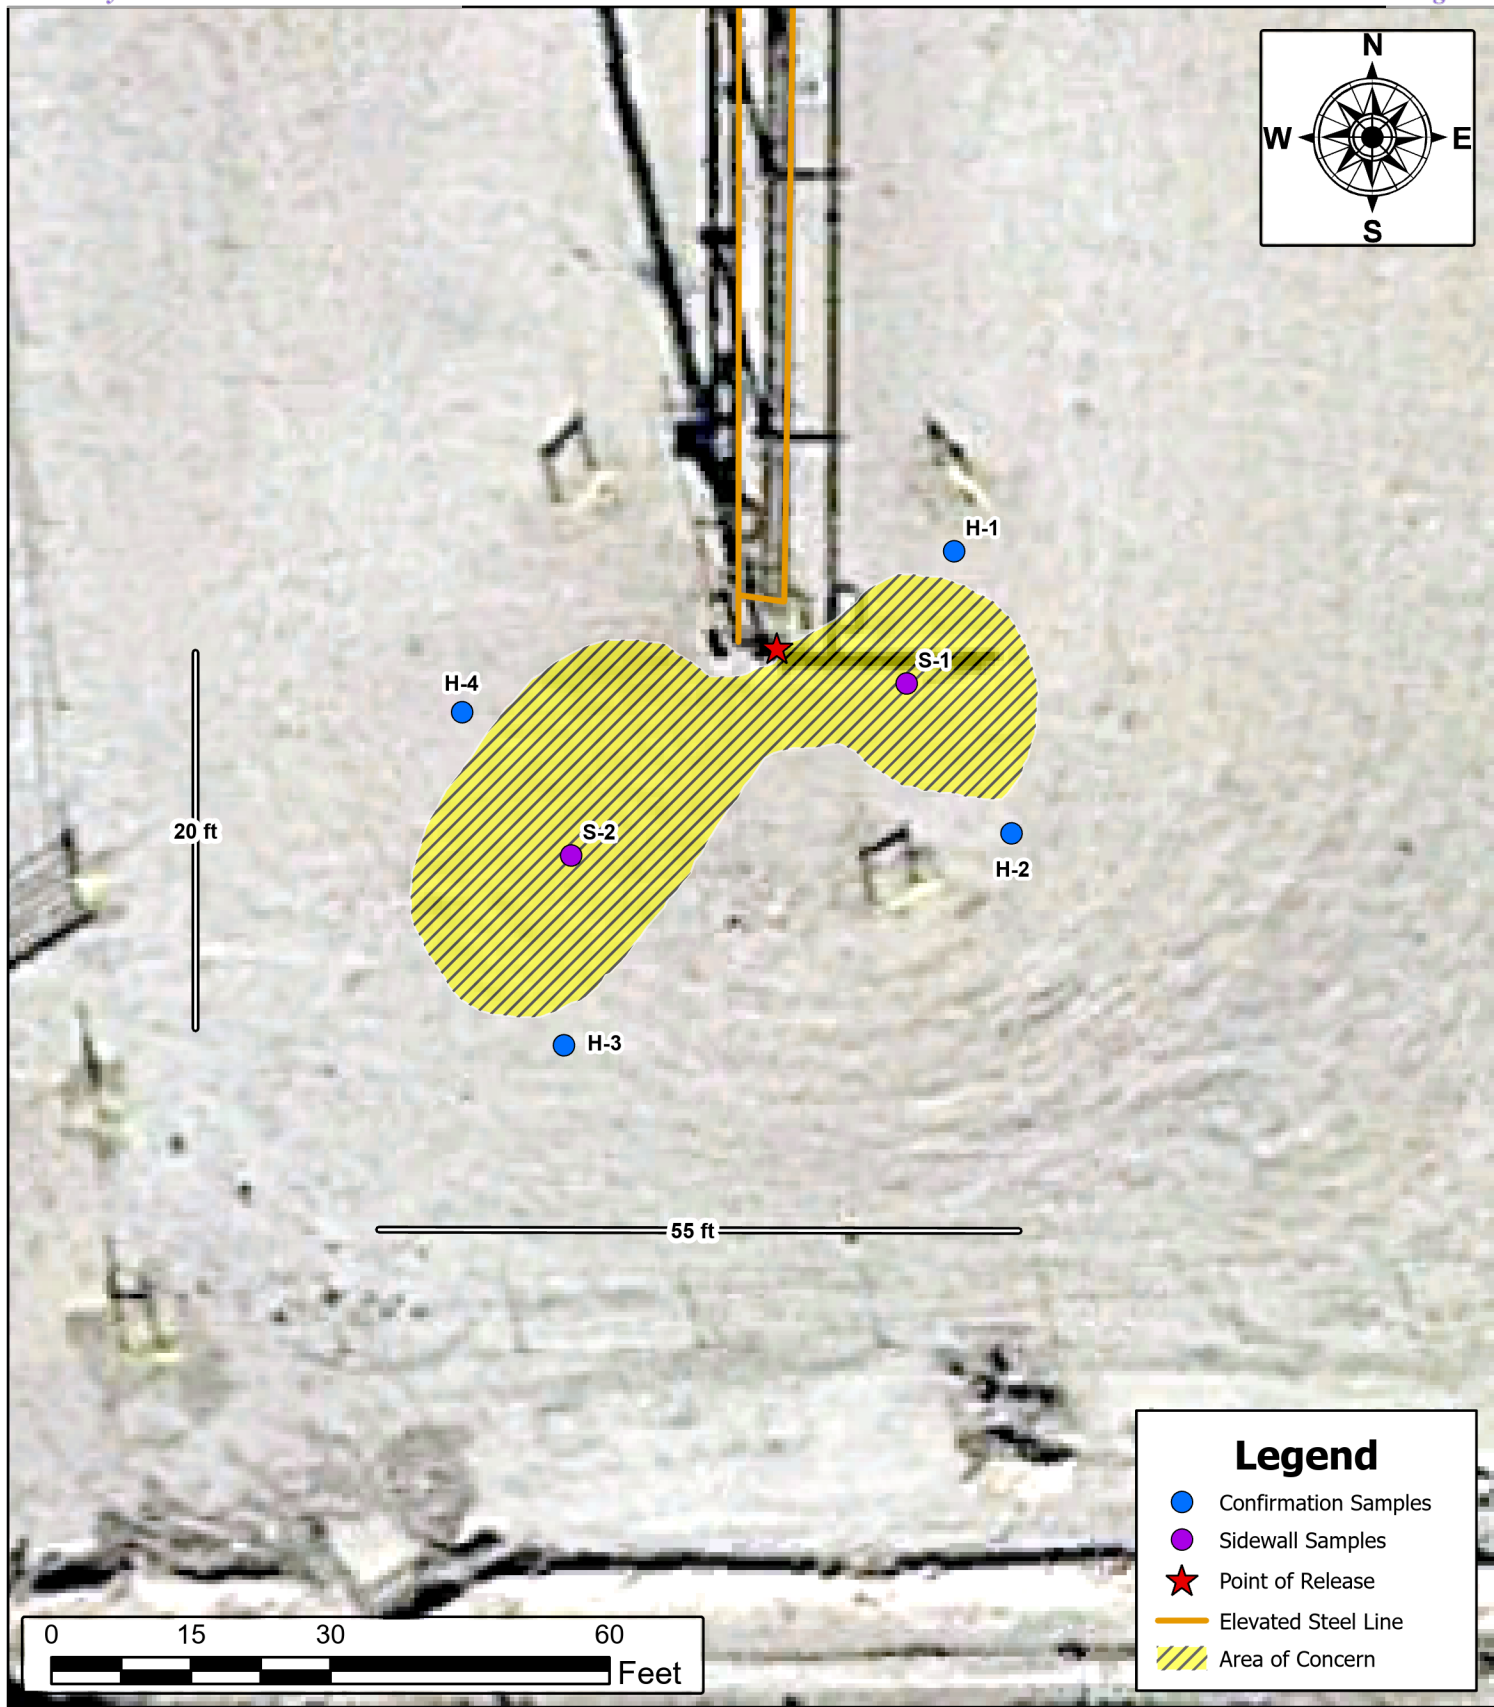 N
W E
S
H-1
S-1
H-4
20 ft
S-2
H-2
H-3
55 ft
Legend
Confirmation Samples
Sidewall Samples
Point of Release
Elevated Steel Line
Area of Concern
0 15 30 60
Feet